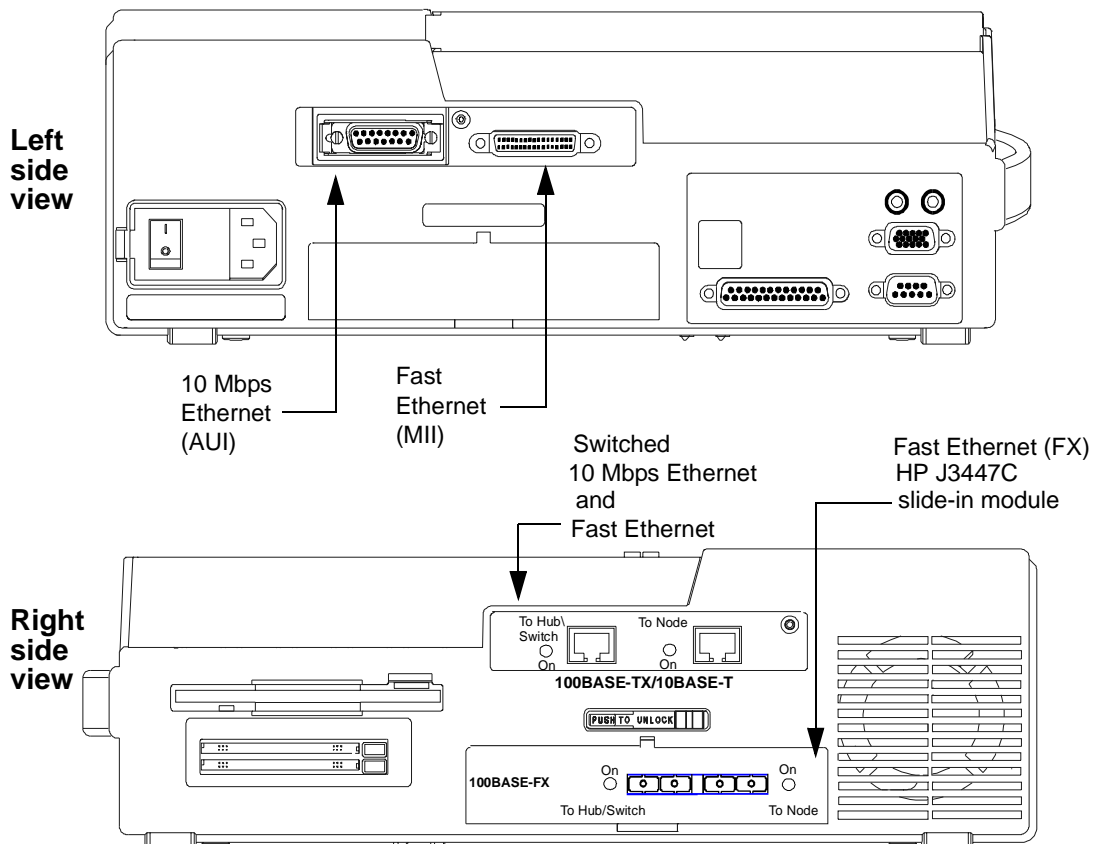 Left
side
view
10 Mbps
Ethernet
(AUI)
Fast
Ethernet
(MII)
Switched
10 Mbps Ethernet
and
Fast Ethernet
Fast Ethernet (FX)
HP J3447C
slide-in module
Right
side
view
To Hub\
Switch
On
To Node
On
100BASE-TX/10BASE-T
PUSH TO UNLOCK
100BASE-FX
On
On
To Hub/Switch
To Node